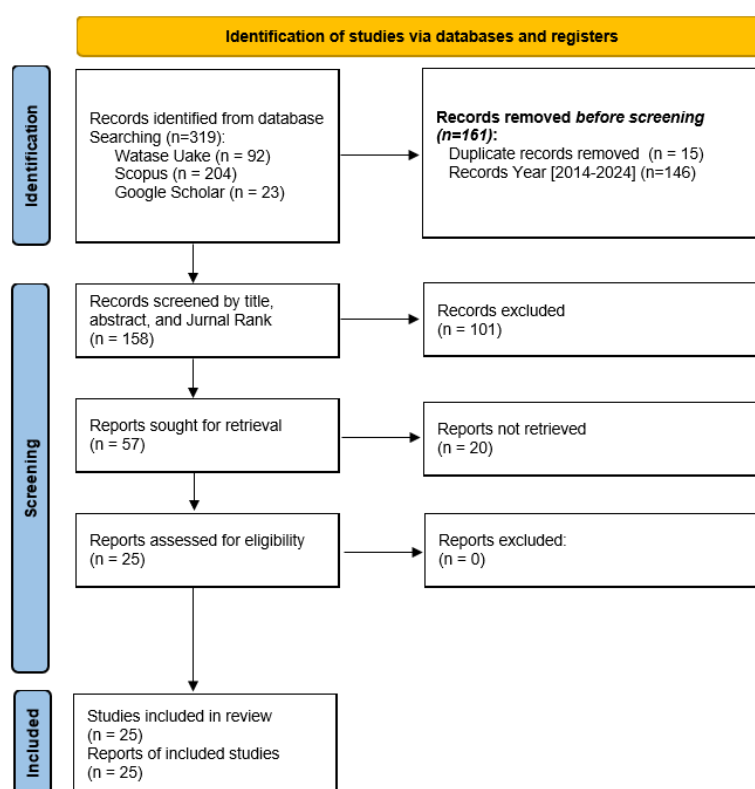 Identification of studies via databases and registers
Identification
Records identified from database
Searching (n=319):
Watase Uake (n = 92)
Scopus (n = 204)
Google Scholar (n = 23)
Records removed before screening
(n=161):
Duplicate records removed (n = 15)
Records Year [2014-2024] (n=146)
Screening
Records screened by title,
abstract, and Jurnal Rank
(n = 158)
Records excluded
(n = 101)
Reports sought for retrieval
(n = 57)
Reports not retrieved
(n = 20)
Reports assessed for eligibility
(n = 25)
Reports excluded:
(n = 0)
Included
Studies included in review
(n = 25)
Reports of included studies
(n = 25)